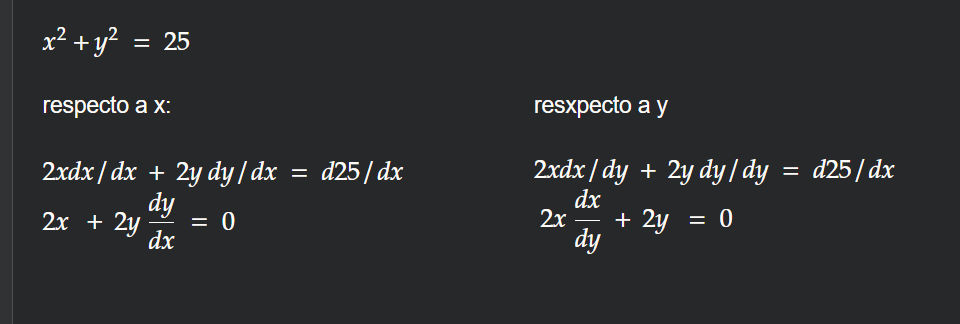 x² + y² = 25
respecto a x:
2xdx/dx + 2y dy/dx = d25/dx
2x + 2y dy/dx = 0
resxpecto a y
2xdx/dy + 2y dy/dy = d25/dx
2x dx/dy + 2y = 0